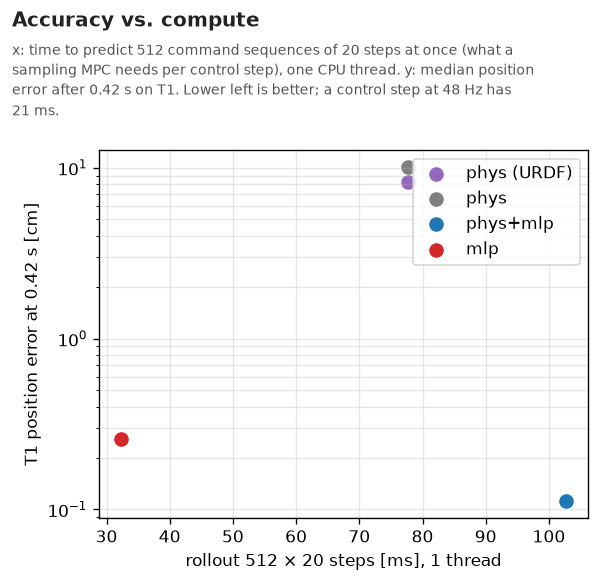 Accuracy vs. compute
x: time to predict 512 command sequences of 20 steps at once (what a
sampling MPC needs per control step), one CPU thread. y: median position
error after 0.42 s on T1. Lower left is better; a control step at 48 Hz has
21 ms.
10¹
10⁰
10⁻¹
T1 position error at 0.42 s [cm]
phys (URDF)
phys
phys+mlp
mlp
30 40 50 60 70 80 90 100
rollout 512 × 20 steps [ms], 1 thread